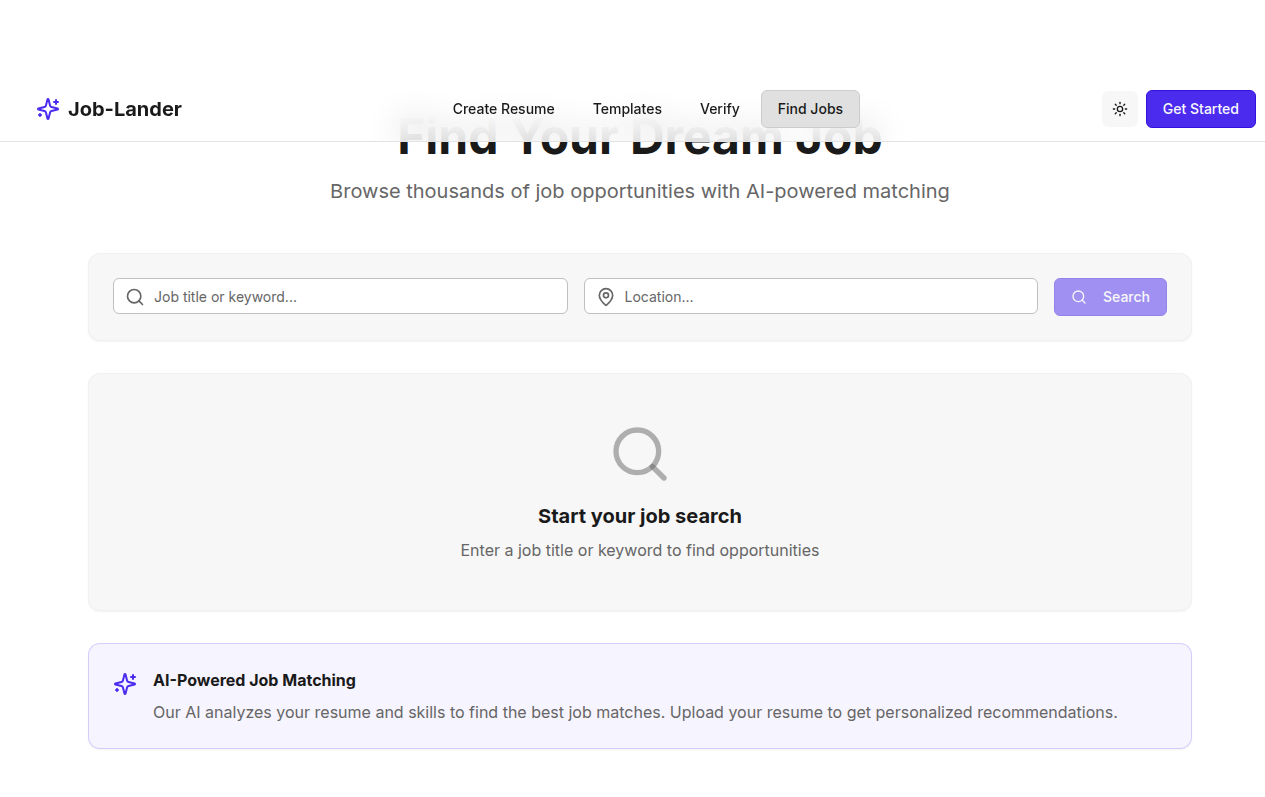 Job-Lander
Create Resume
Templates
Verify
Find Jobs
Get Started
Find Your Dream Job
Browse thousands of job opportunities with AI-powered matching
Job title or keyword...
Location...
Search
Start your job search
Enter a job title or keyword to find opportunities
AI-Powered Job Matching
Our AI analyzes your resume and skills to find the best job matches. Upload your resume to get personalized recommendations.